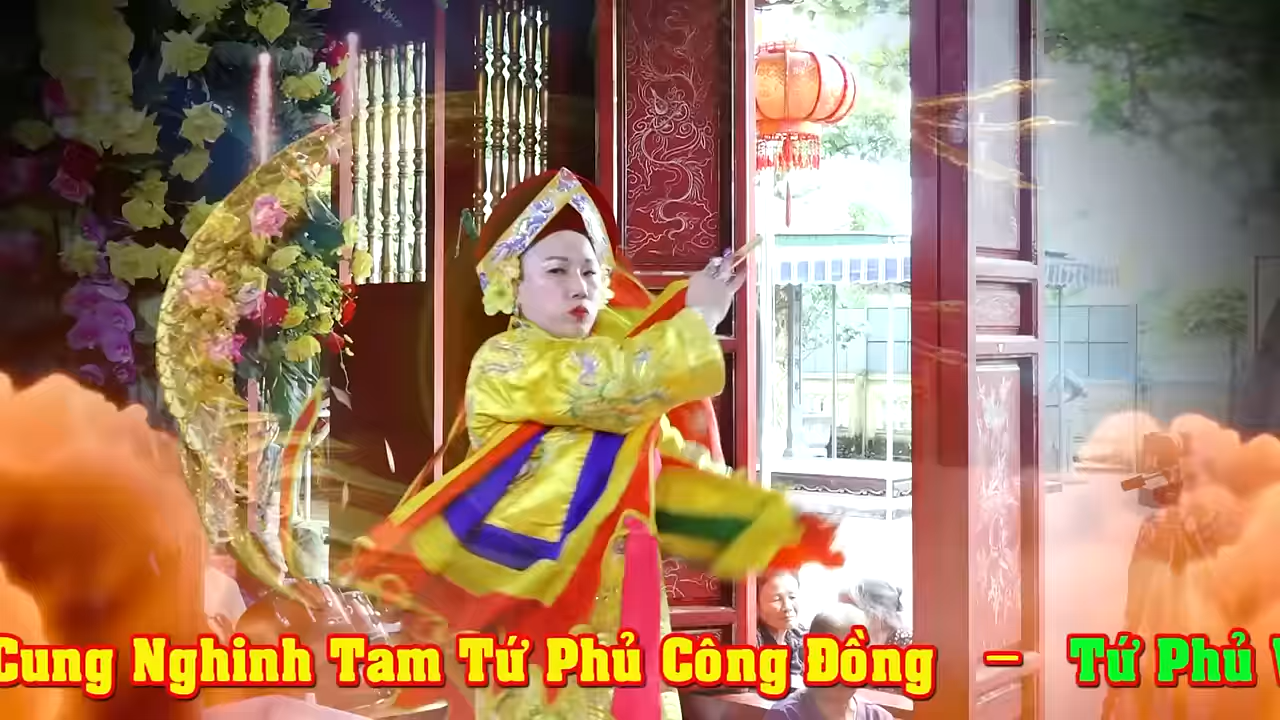 Cung Nghinh Tam Tứ Phủ Công Đồng – Tứ Phủ